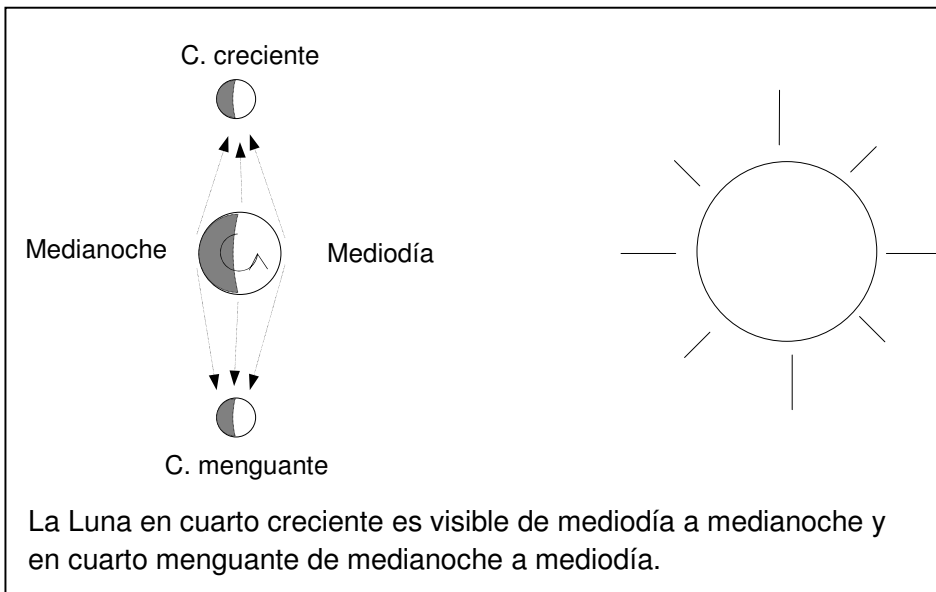 C. creciente
Medianoche
Mediodía
C. menguante
La Luna en cuarto creciente es visible de mediodía a medianoche y
en cuarto menguante de medianoche a mediodía.